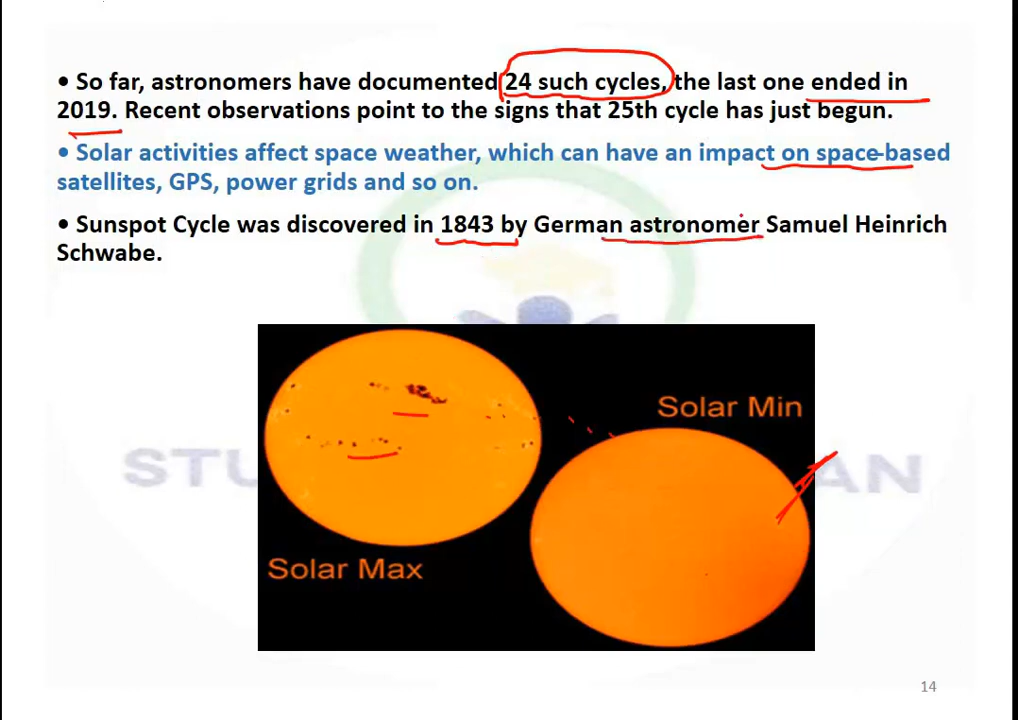 • So far, astronomers have documented 24 such cycles, the last one ended in
2019. Recent observations point to the signs that 25th cycle has just begun.
• Solar activities affect space weather, which can have an impact on space-based
satellites, GPS, power grids and so on.
• Sunspot Cycle was discovered in 1843 by German astronomer Samuel Heinrich
Schwabe.
Solar Min
Solar Max
14